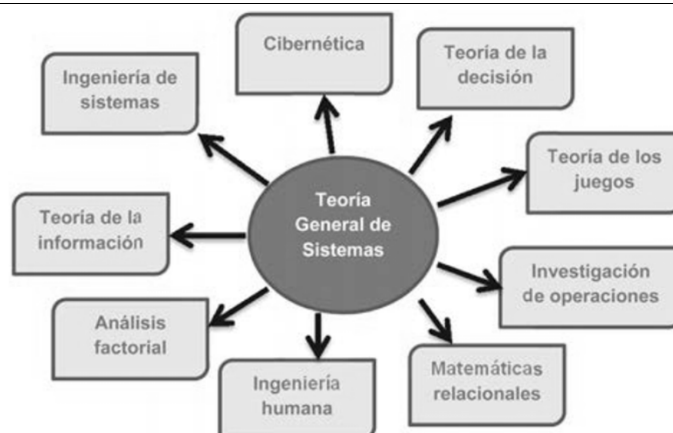 Cibernética
Teoría de la
decisión
Ingeniería de
sistemas
Teoría de los
juegos
Teoría
General de
Sistemas
Teoría de la
información
Investigación
de operaciones
Análisis
factorial
Matemáticas
relacionales
Ingeniería
humana